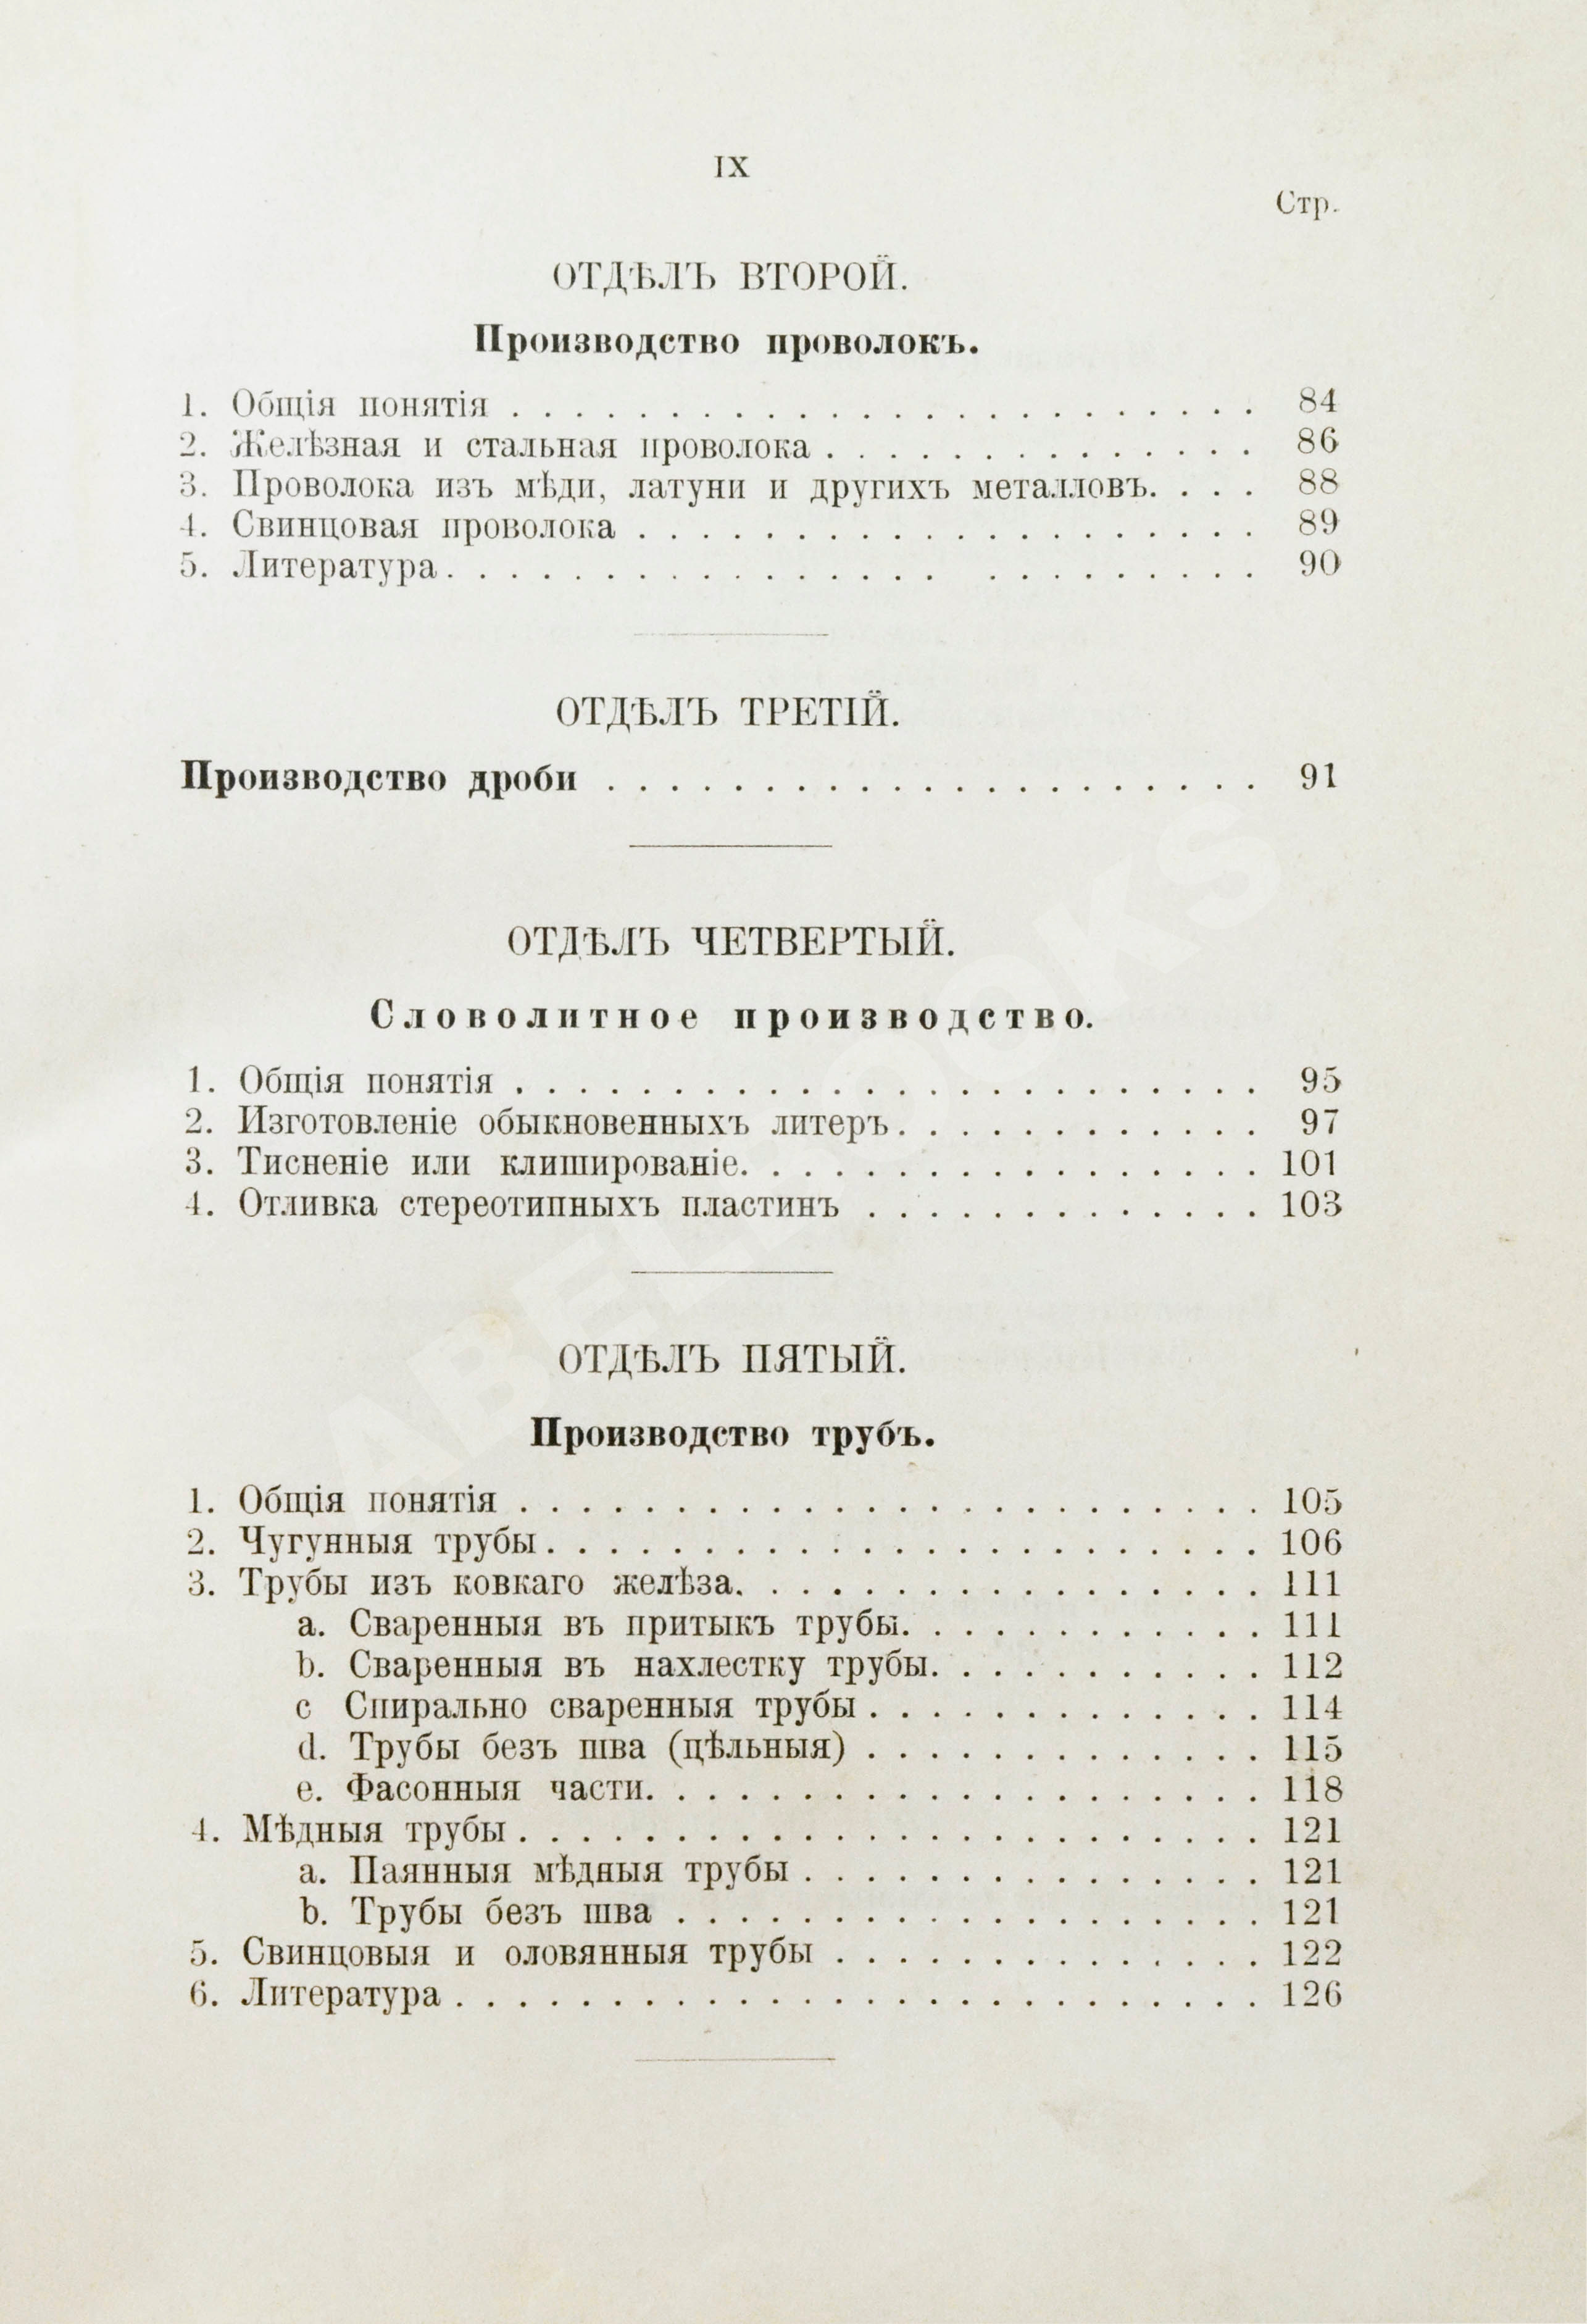 IX
Стр.
ОТДѢЛЪ ВТОРОЙ.
Производство проволокъ.
1. Общія понятія . . . . . . . . . . . . . . . . . . . . . . . . 84
2. Желѣзная и стальная проволока . . . . . . . . . . . . . . 86
3. Проволока изъ мѣди, латуни и другихъ металловъ. . . . 88
4. Свинцовая проволока . . . . . . . . . . . . . . . . . . . . 89
5. Литература . . . . . . . . . . . . . . . . . . . . . . . . . 90
ОТДѢЛЪ ТРЕТІЙ.
Производство дроби . . . . . . . . . . . . . . . . . . . . . 91
ОТДѢЛЪ ЧЕТВЕРТЫЙ.
Словолитное производство.
1. Общія понятія . . . . . . . . . . . . . . . . . . . . . . . . 95
2. Изготовленіе обыкновенныхъ литеръ . . . . . . . . . . . . 97
3. Тисненіе или клишированіе. . . . . . . . . . . . . . . . . 101
4. Отливка стереотипныхъ пластинъ . . . . . . . . . . . . . 103
ОТДѢЛЪ ПЯТЫЙ.
Производство трубъ.
1. Общія понятія . . . . . . . . . . . . . . . . . . . . . . . . 105
2. Чугунныя трубы . . . . . . . . . . . . . . . . . . . . . . . 106
3. Трубы изъ ковкаго желѣза. . . . . . . . . . . . . . . . . 111
a. Сваренныя въ притыкъ трубы. . . . . . . . . . . . 111
b. Сваренныя въ нахлестку трубы. . . . . . . . . . . 112
c Спирально сваренныя трубы . . . . . . . . . . . . . 114
d. Трубы безъ шва (цѣльныя) . . . . . . . . . . . . . 115
e. Фасонныя части. . . . . . . . . . . . . . . . . . . . 118
4. Мѣдныя трубы . . . . . . . . . . . . . . . . . . . . . . . . 121
a. Паянныя мѣдныя трубы . . . . . . . . . . . . . . . 121
b. Трубы безъ шва . . . . . . . . . . . . . . . . . . . 121
5. Свинцовыя и оловянныя трубы . . . . . . . . . . . . . . 122
6. Литература . . . . . . . . . . . . . . . . . . . . . . . . . . 126
ABELBOOKS